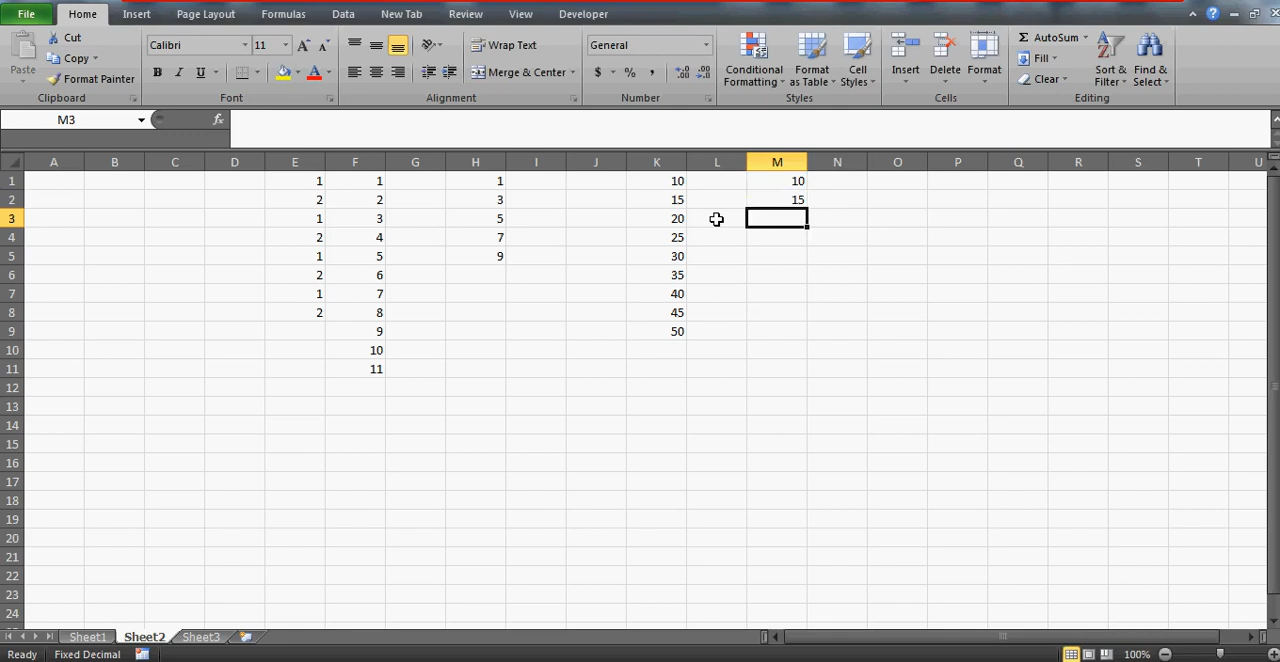 File Home Insert Page Layout Formulas Data New Tab Review View Developer
Paste Cut Copy Format Painter Clipboard
Calibri 11 A A B I U A Font
Wrap Text Merge & Center Alignment
General $ % , .0 .00 .00 .0 Number
Conditional Formatting Format as Table Cell Styles Styles
Insert Delete Format Cells
Σ AutoSum Fill Clear Sort & Filter Find & Select Editing
M3 fx
A B C D E F G H I J K L M N O P Q R S T U
1 1 1 1 10 10
2 2 2 3 15 15
3 1 3 5 20
4 2 4 7 25
5 1 5 9 30
6 2 6 35
7 1 7 40
8 2 8 45
9 9 50
10 10
11 11
12
13
14
15
16
17
18
19
20
21
22
23
24
Sheet1 Sheet2 Sheet3
Ready Fixed Decimal 100%